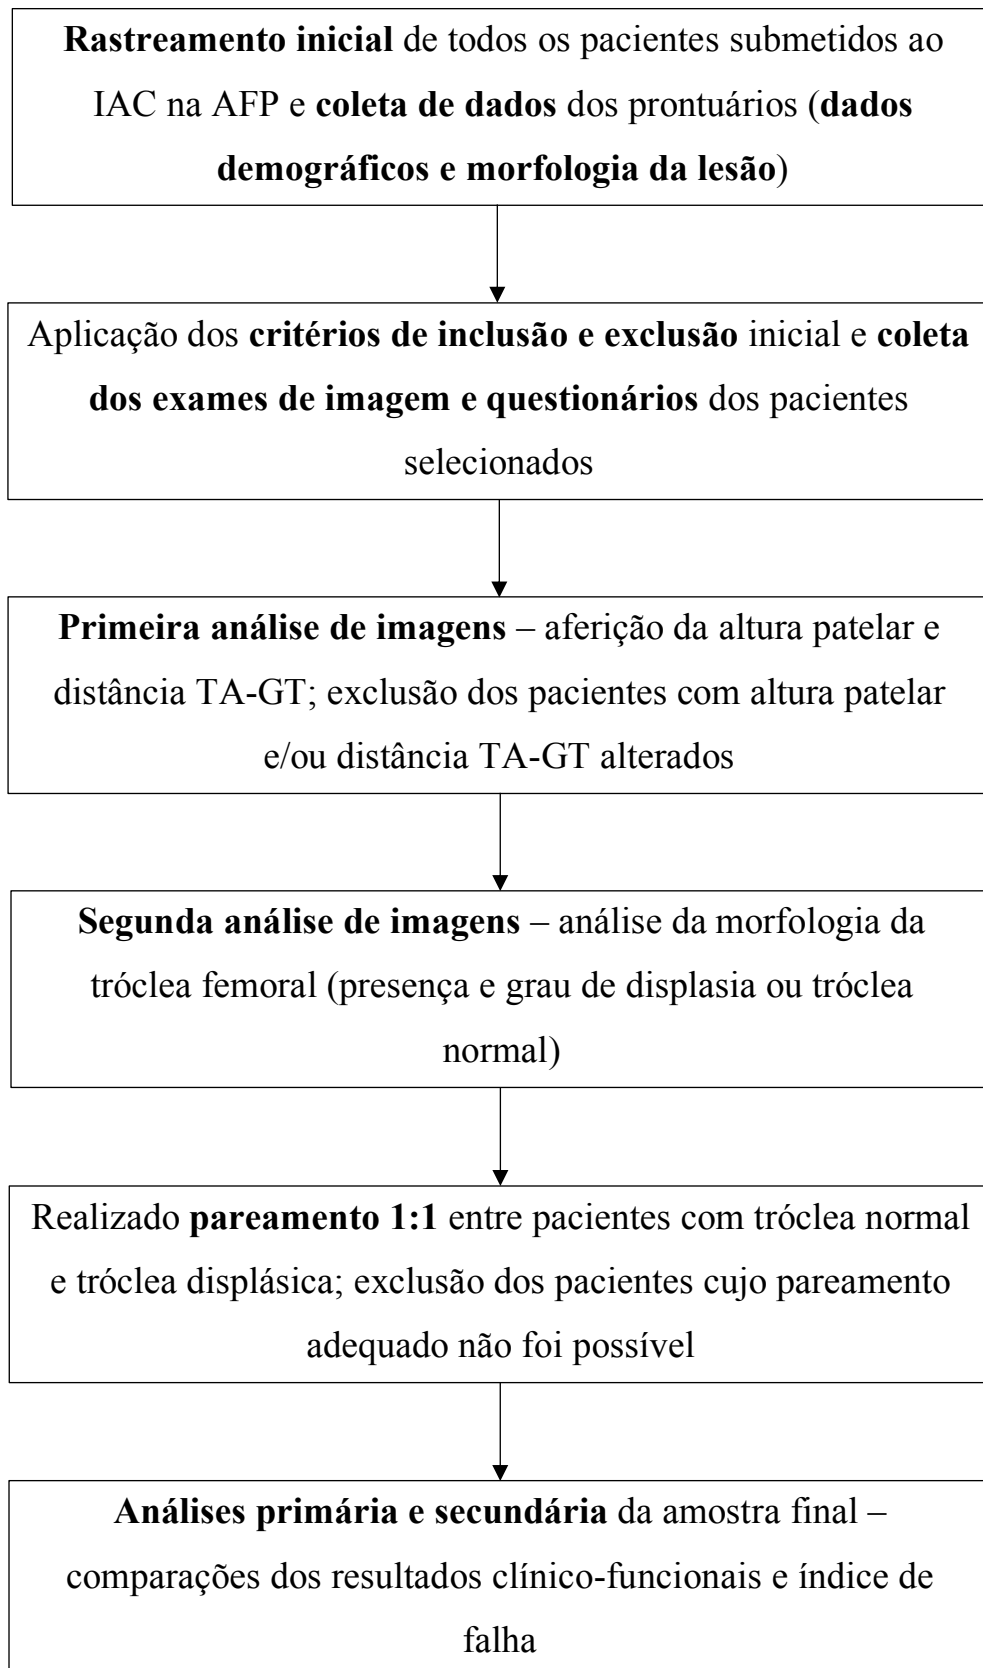 Rastreamento inicial de todos os pacientes submetidos ao
IAC na AFP e coleta de dados dos prontuários (dados
demográficos e morfologia da lesão)
Aplicação dos critérios de inclusão e exclusão inicial e coleta
dos exames de imagem e questionários dos pacientes
selecionados
Primeira análise de imagens – aferição da altura patelar e
distância TA-GT; exclusão dos pacientes com altura patelar
e/ou distância TA-GT alterados
Segunda análise de imagens – análise da morfologia da
tróclea femoral (presença e grau de displasia ou tróclea
normal)
Realizado pareamento 1:1 entre pacientes com tróclea normal
e tróclea displásica; exclusão dos pacientes cujo pareamento
adequado não foi possível
Análises primária e secundária da amostra final –
comparações dos resultados clínico-funcionais e índice de
falha